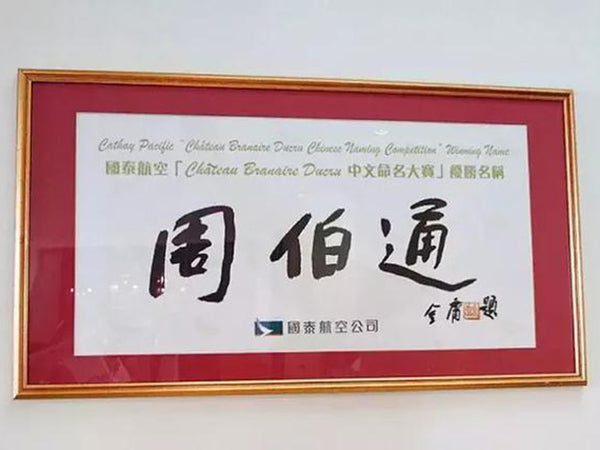 Cathay Pacific "Château Branaire Ducru Chinese Naming Competition" Winning Name
國泰航空「Château Branaire Ducru 中文命名大賽」優勝名稱
周伯通
金庸題
國泰航空公司